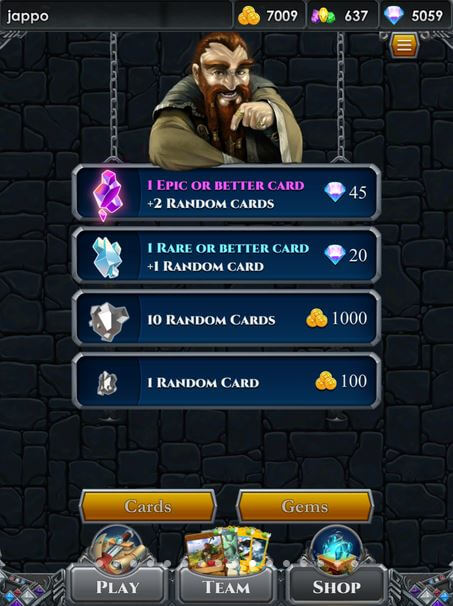 jappo 7009 637 5059
1 Epic or better card
+2 Random cards
45
1 Rare or better card
+1 Random card
20
10 Random Cards 1000
1 Random Card 100
Cards Gems
Play Team Shop